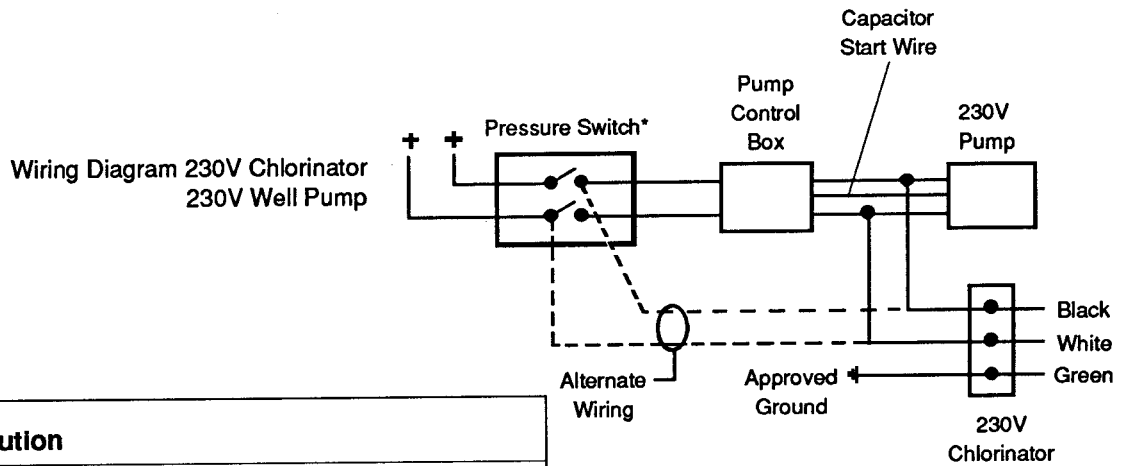 Capacitor
Start Wire
Pump
Control
Box
230V
Pump
+ +
Pressure Switch*
Wiring Diagram 230V Chlorinator
230V Well Pump
Black
White
Green
Alternate
Wiring
Approved
Ground
230V
Chlorinator
ution